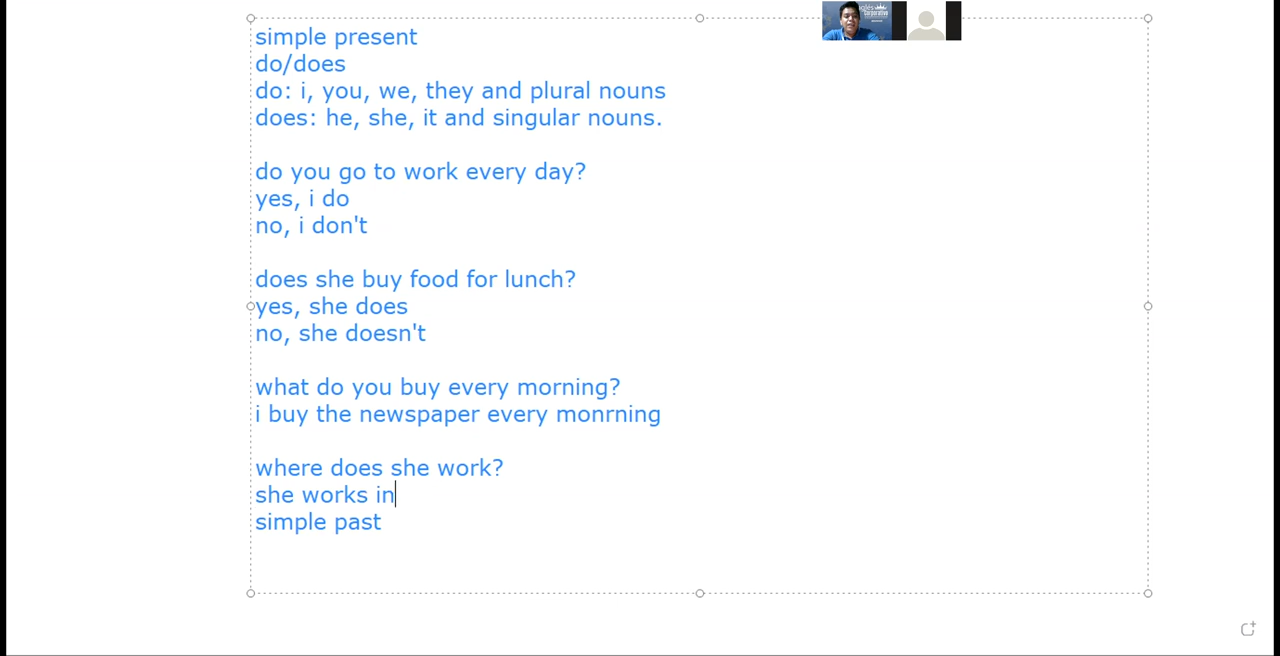 simple present
do/does
do: i, you, we, they and plural nouns
does: he, she, it and singular nouns.
do you go to work every day?
yes, i do
no, i don't
does she buy food for lunch?
yes, she does
no, she doesn't
what do you buy every morning?
i buy the newspaper every monrning
where does she work?
she works in
simple past
inglés
corporative